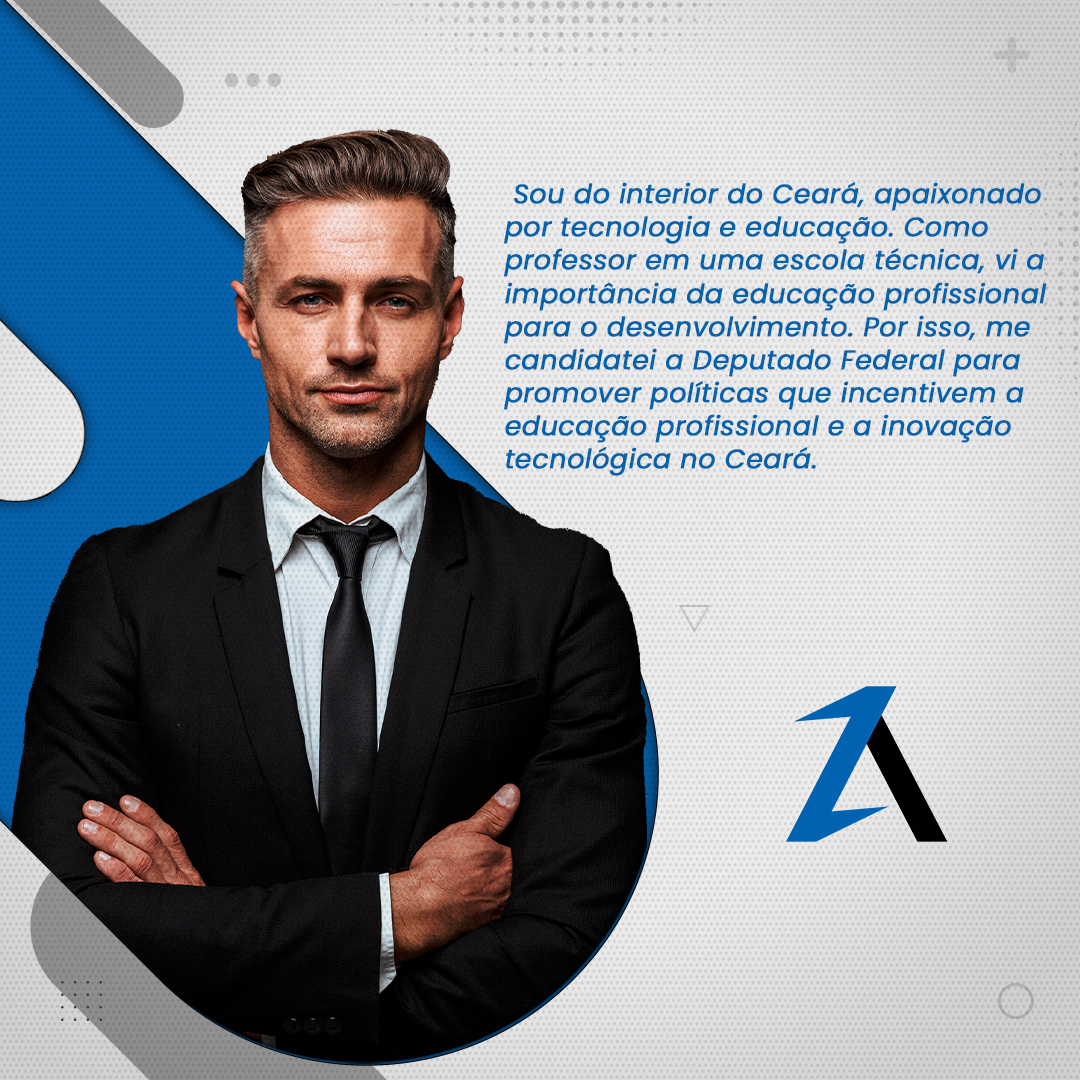 Sou do interior do Ceará, apaixonado
por tecnologia e educação. Como
professor em uma escola técnica, vi a
importância da educação profissional
para o desenvolvimento. Por isso, me
candidatei a Deputado Federal para
promover políticas que incentivem a
educação profissional e a inovação
tecnológica no Ceará.
ZA